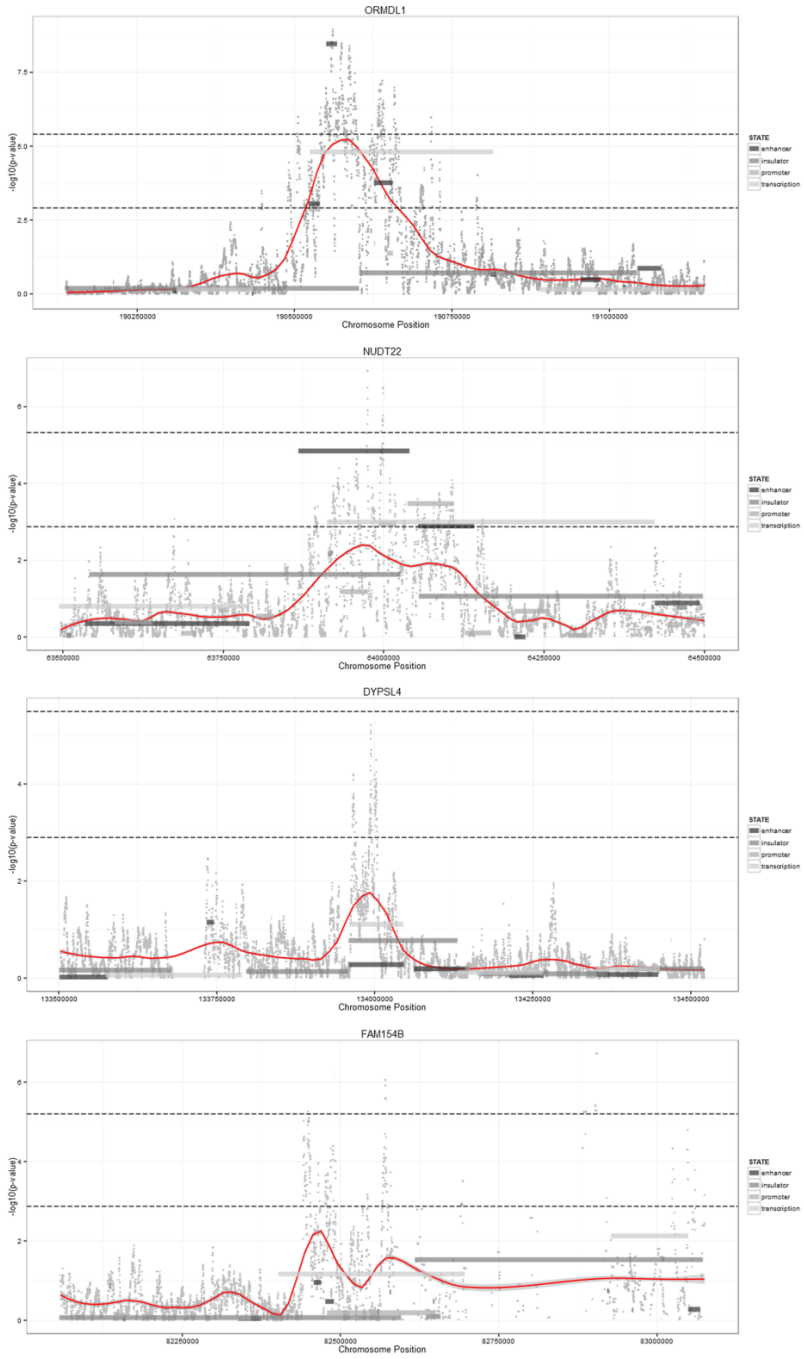 ORMDL1
7.5
5.0
2.5
0.0
-log10(p-value)
190250000
190500000
190750000
191000000
Chromosome Position
STATE
enhancer
insulator
promoter
transcription
NUDT22
6
4
2
0
-log10(p-value)
63500000
63750000
64000000
64250000
64500000
Chromosome Position
STATE
enhancer
insulator
promoter
transcription
DYPSL4
4
2
0
-log10(p-value)
133500000
133750000
134000000
134250000
134500000
Chromosome Position
STATE
enhancer
insulator
promoter
transcription
FAM154B
6
4
2
0
-log10(p-value)
82250000
82500000
82750000
83000000
Chromosome Position
STATE
enhancer
insulator
promoter
transcription